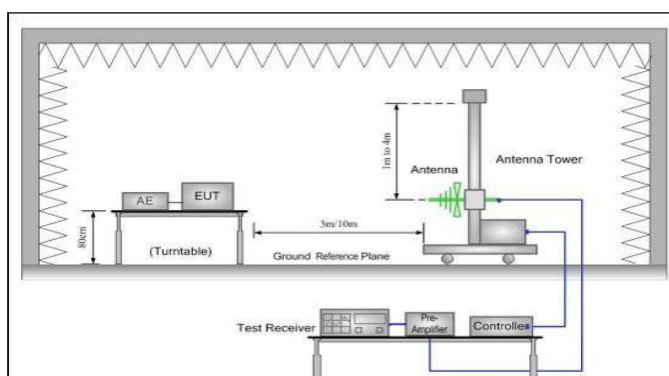 1m to 4m
Antenna
Antenna Tower
AE
EUT
3m/10m
80cm
(Turntable)
Ground Reference Plane
Test Receiver
Pre-
Amplifier
Controller